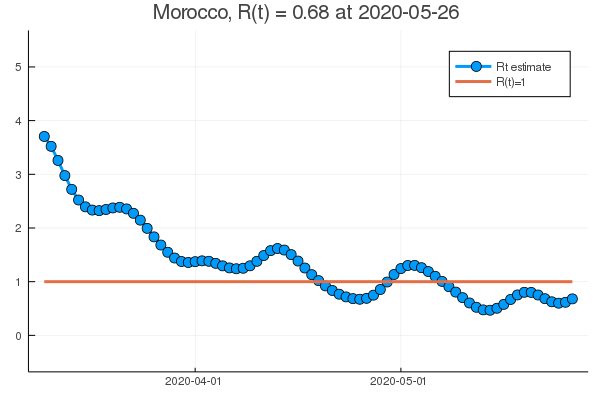 Morocco, R(t) = 0.68 at 2020-05-26
5
4
3
2
1
0
Rt estimate
R(t)=1
2020-04-01
2020-05-01